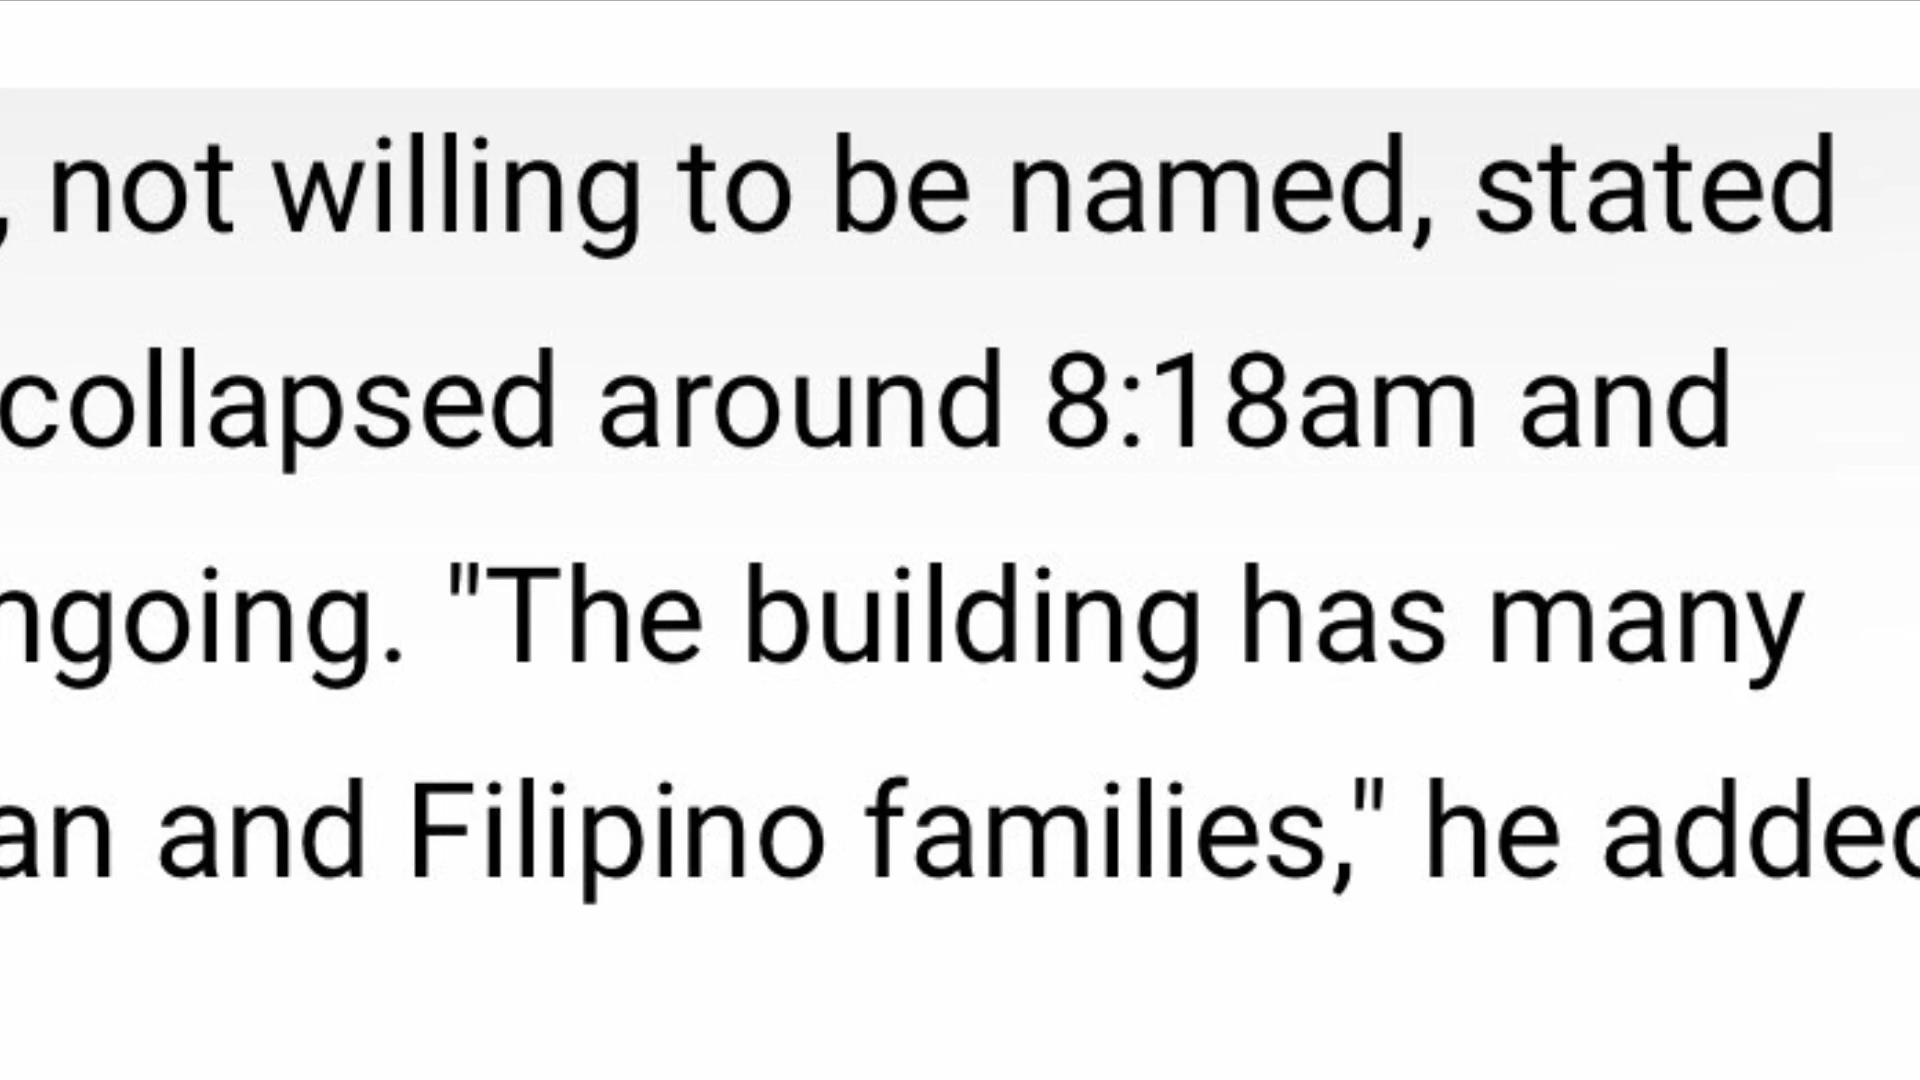 , not willing to be named, stated
collapsed around 8:18am and
ngoing. "The building has many
an and Filipino families," he added